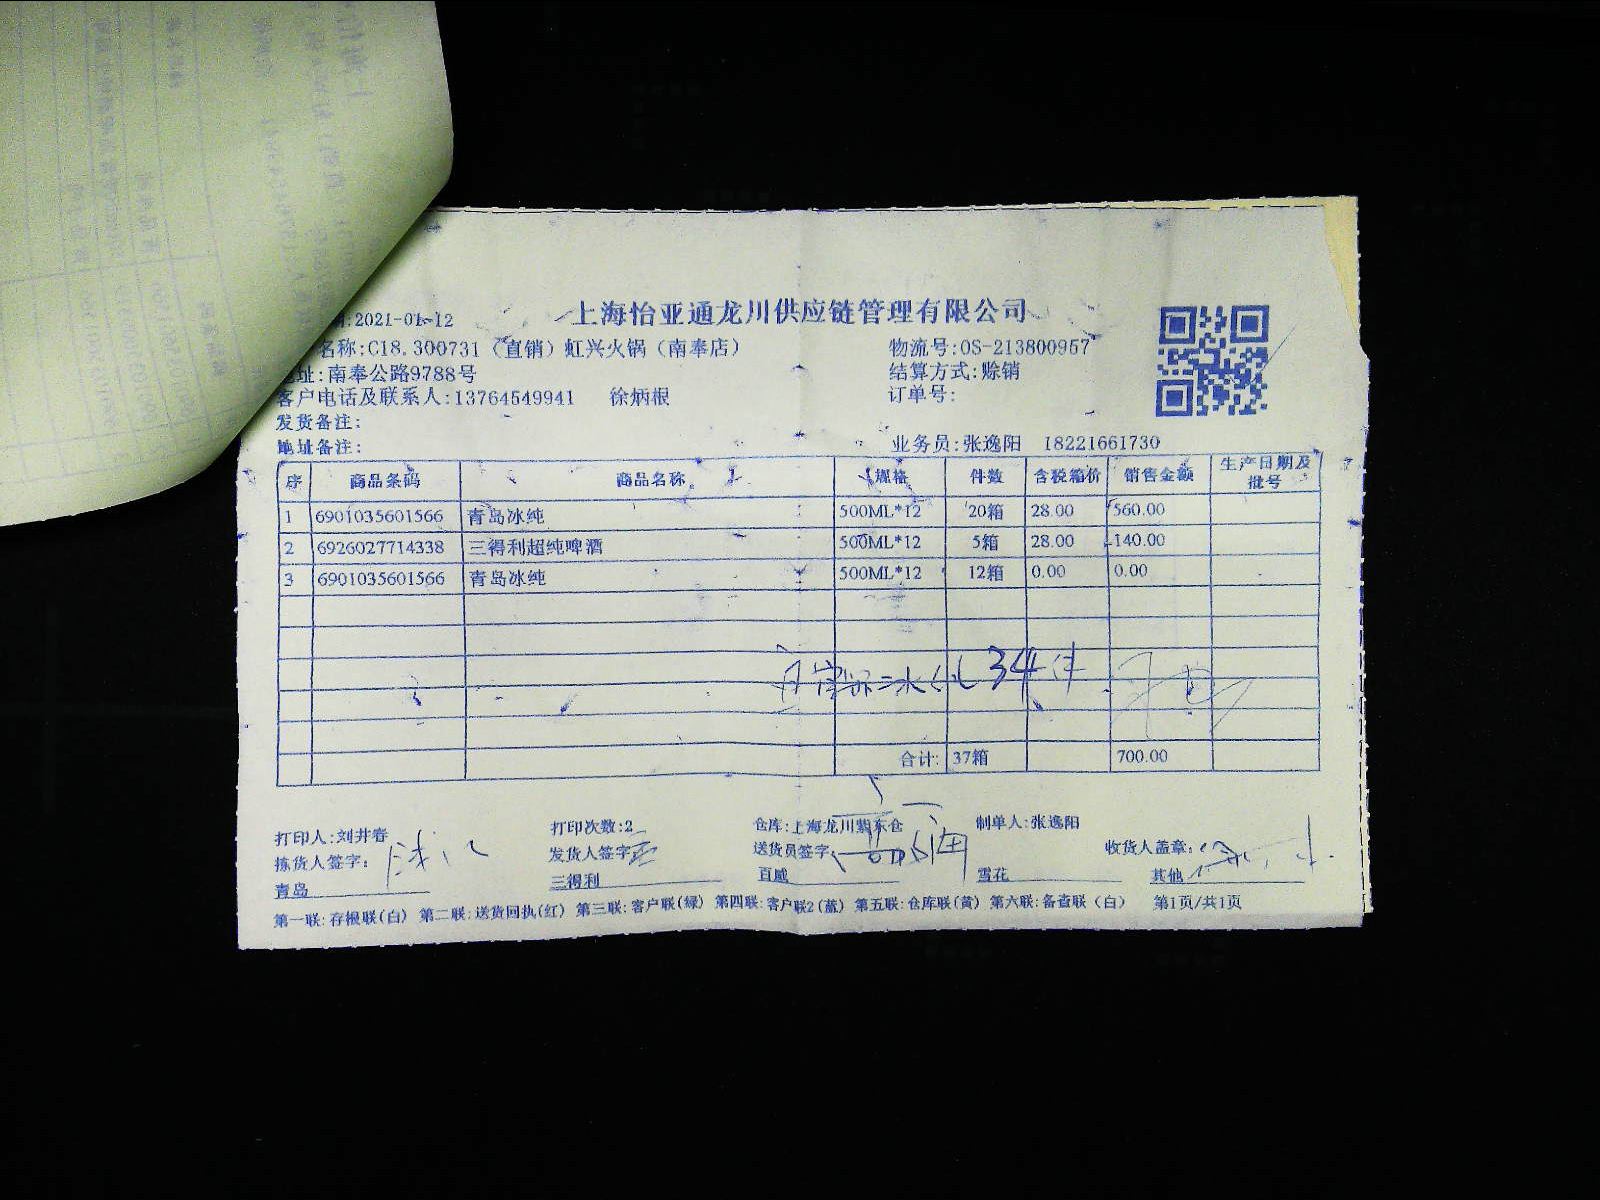 上海怡亚通龙川供应链管理有限公司
:2021-01-12
名称:C18.300731（直销）虹兴火锅（南奉店） 物流号:OS-213800957
址:南奉公路9788号 结算方式:赊销
客户电话及联系人:13764549941 徐炳根 订单号:
发货备注:
地址备注: 业务员:张逸阳 18221661730
序 商品条码 商品名称 规格 件数 含税箱价 销售金额 生产日期及批号
1 6901035601566 青岛冰纯 500ML*12 20箱 28.00 560.00
2 6926027714338 三得利超纯啤酒 500ML*12 5箱 28.00 140.00
3 6901035601566 青岛冰纯 500ML*12 12箱 0.00 0.00
34件
合计: 37箱 700.00
打印人:刘井春 打印次数:2 仓库:上海龙川紫东仓 制单人:张逸阳
拣货人签字: 发货人签字 送货员签字: 收货人盖章:
青岛 三得利 百威 雪花 其他
第一联:存根联(白) 第二联:送货回执(红) 第三联:客户联(绿) 第四联:客户联2(蓝) 第五联:仓库联(黄) 第六联:备查联（白） 第1页/共1页